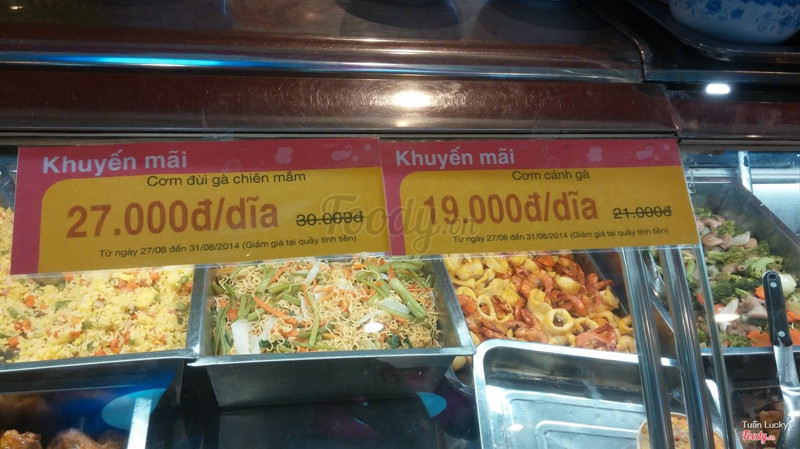 Khuyến mãi
Cơm đùi gà chiên mắm
27.000đ/dĩa 30.000đ
Từ ngày 27/08 đến 31/08/2014 (Giảm giá tại quầy tính tiền)
Khuyến mãi
Cơm cánh gà
19.000đ/dĩa 21.000đ
Từ ngày 27/08 đến 31/08/2014 (Giảm giá tại quầy tính tiền)
Foody.vn
Tuấn Lucky
Foody.vn